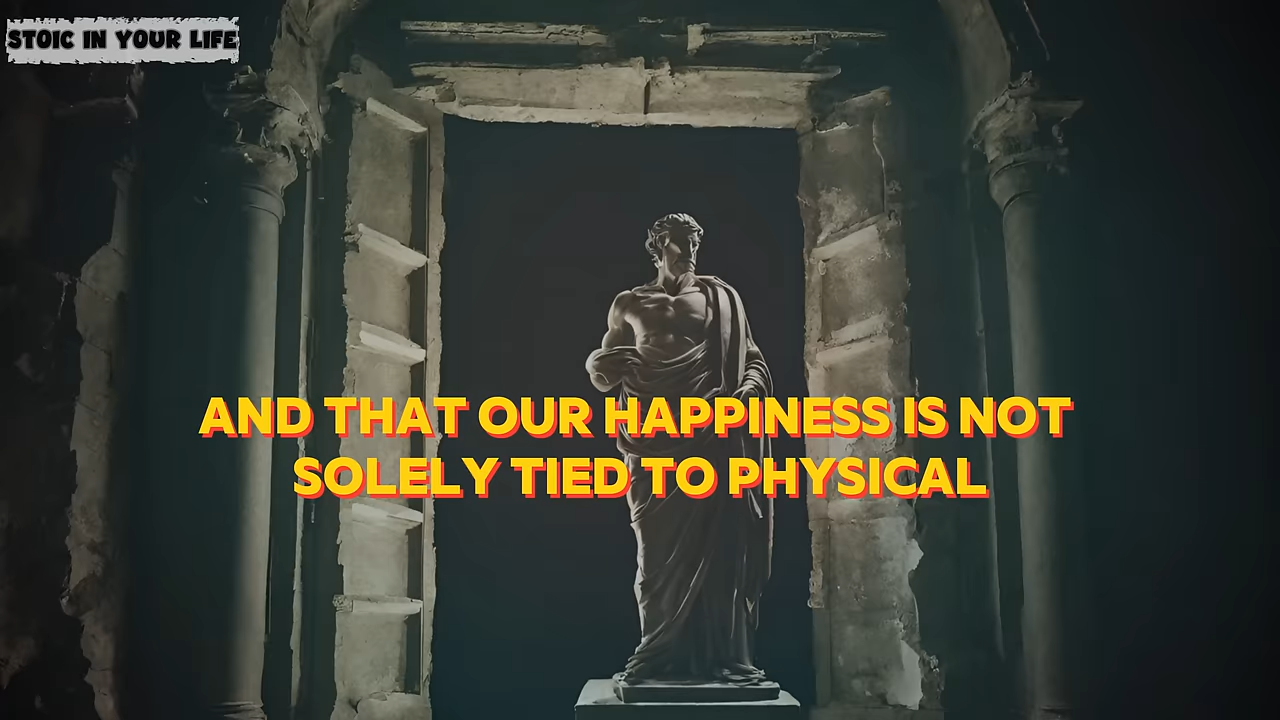 STOIC IN YOUR LIFE
AND THAT OUR HAPPINESS IS NOT
SOLELY TIED TO PHYSICAL